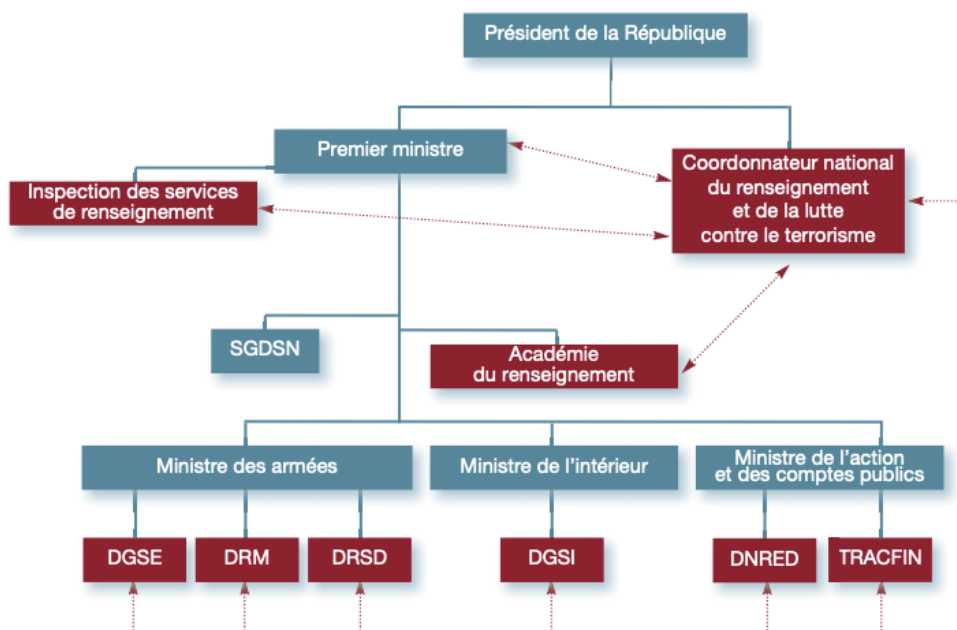 Président de la République
Premier ministre
Coordonnateur national
du renseignement
et de la lutte
contre le terrorisme
Inspection des services
de renseignement
SGDSN
Académie
du renseignement
Ministre des armées
Ministre de l'intérieur
Ministre de l'action
et des comptes publics
DGSE
DRM
DRSD
DGSI
DNRED
TRACFIN